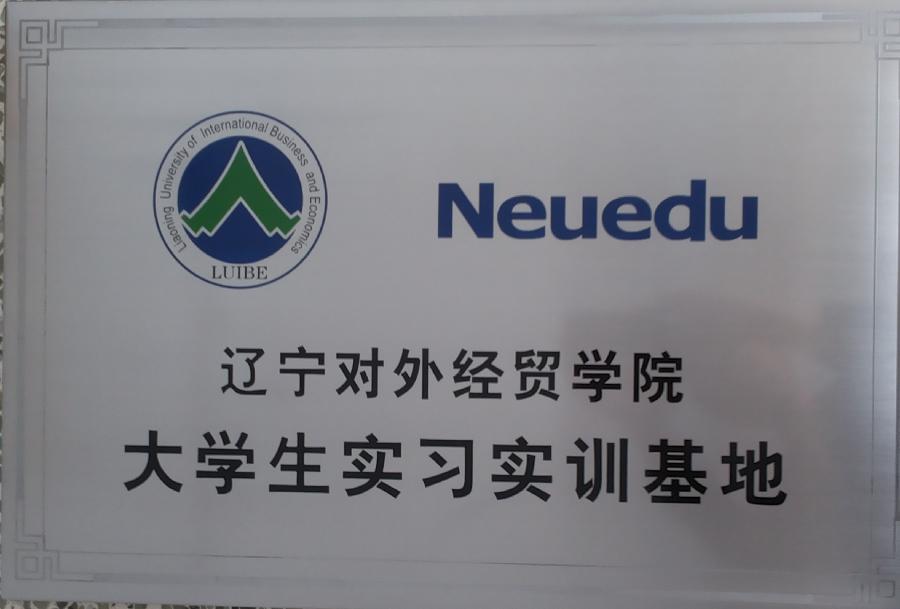 Liaoning University of International Business and Economics
LUIBE
Neuedu
辽宁对外经贸学院
大学生实习实训基地